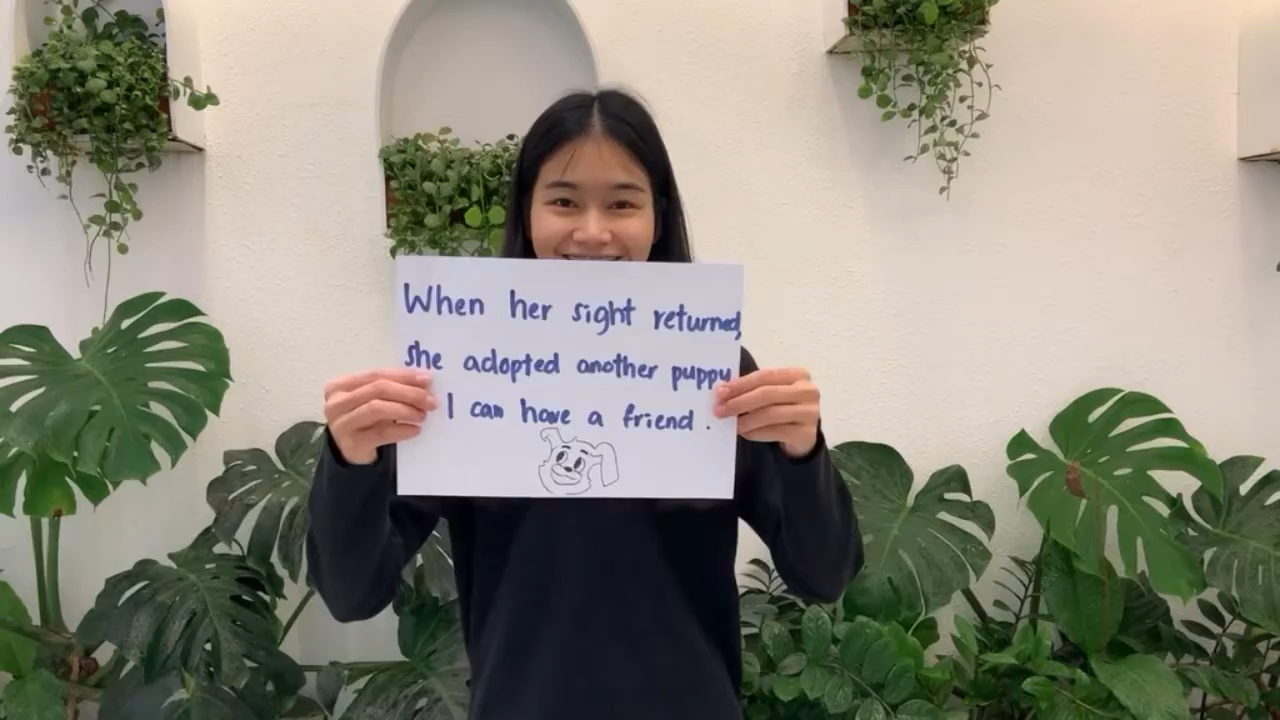 When her sight returned,
she adopted another puppy
I can have a friend.